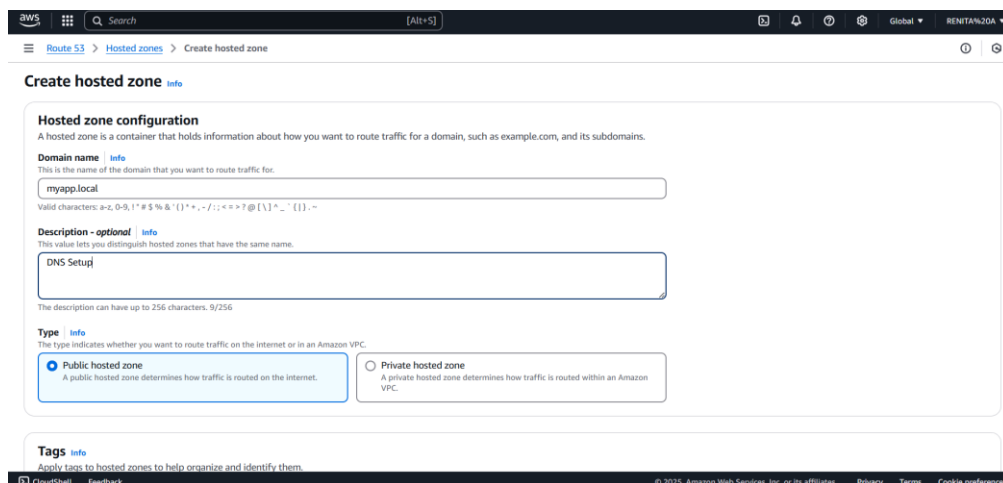 aws
Search
[Alt+S]
Global ▼
RENITA%20A ▼
Route 53 > Hosted zones > Create hosted zone
Create hosted zone Info
Hosted zone configuration
A hosted zone is a container that holds information about how you want to route traffic for a domain, such as example.com, and its subdomains.
Domain name Info
This is the name of the domain that you want to route traffic for.
myapp.local
Valid characters: a-z, 0-9, ! " # $ % & ' ( ) * + , - / : ; < = > ? @ [ \ ] ^ _ ` { | } . ~
Description - optional Info
This value lets you distinguish hosted zones that have the same name.
DNS Setup
The description can have up to 256 characters. 9/256
Type Info
The type indicates whether you want to route traffic on the internet or in an Amazon VPC.
Public hosted zone
A public hosted zone determines how traffic is routed on the internet.
Private hosted zone
A private hosted zone determines how traffic is routed within an Amazon
VPC.
Tags Info
Apply tags to hosted zones to help organize and identify them.
CloudShell Feedback © 2025, Amazon Web Services, Inc. or its affiliates. Privacy Terms Cookie preferences